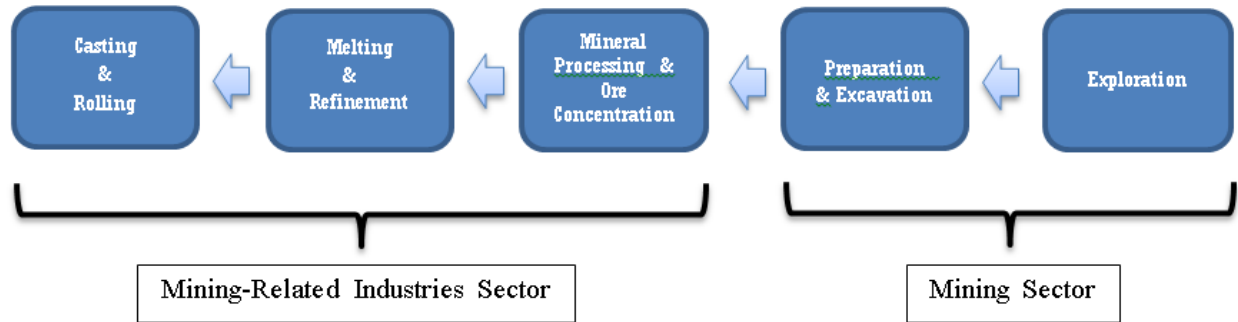 Casting
&
Rolling
Melting
&
Refinement
Mineral
Processing &
Ore
Concentration
Preparation
& Excavation
Exploration
Mining-Related Industries Sector
Mining Sector